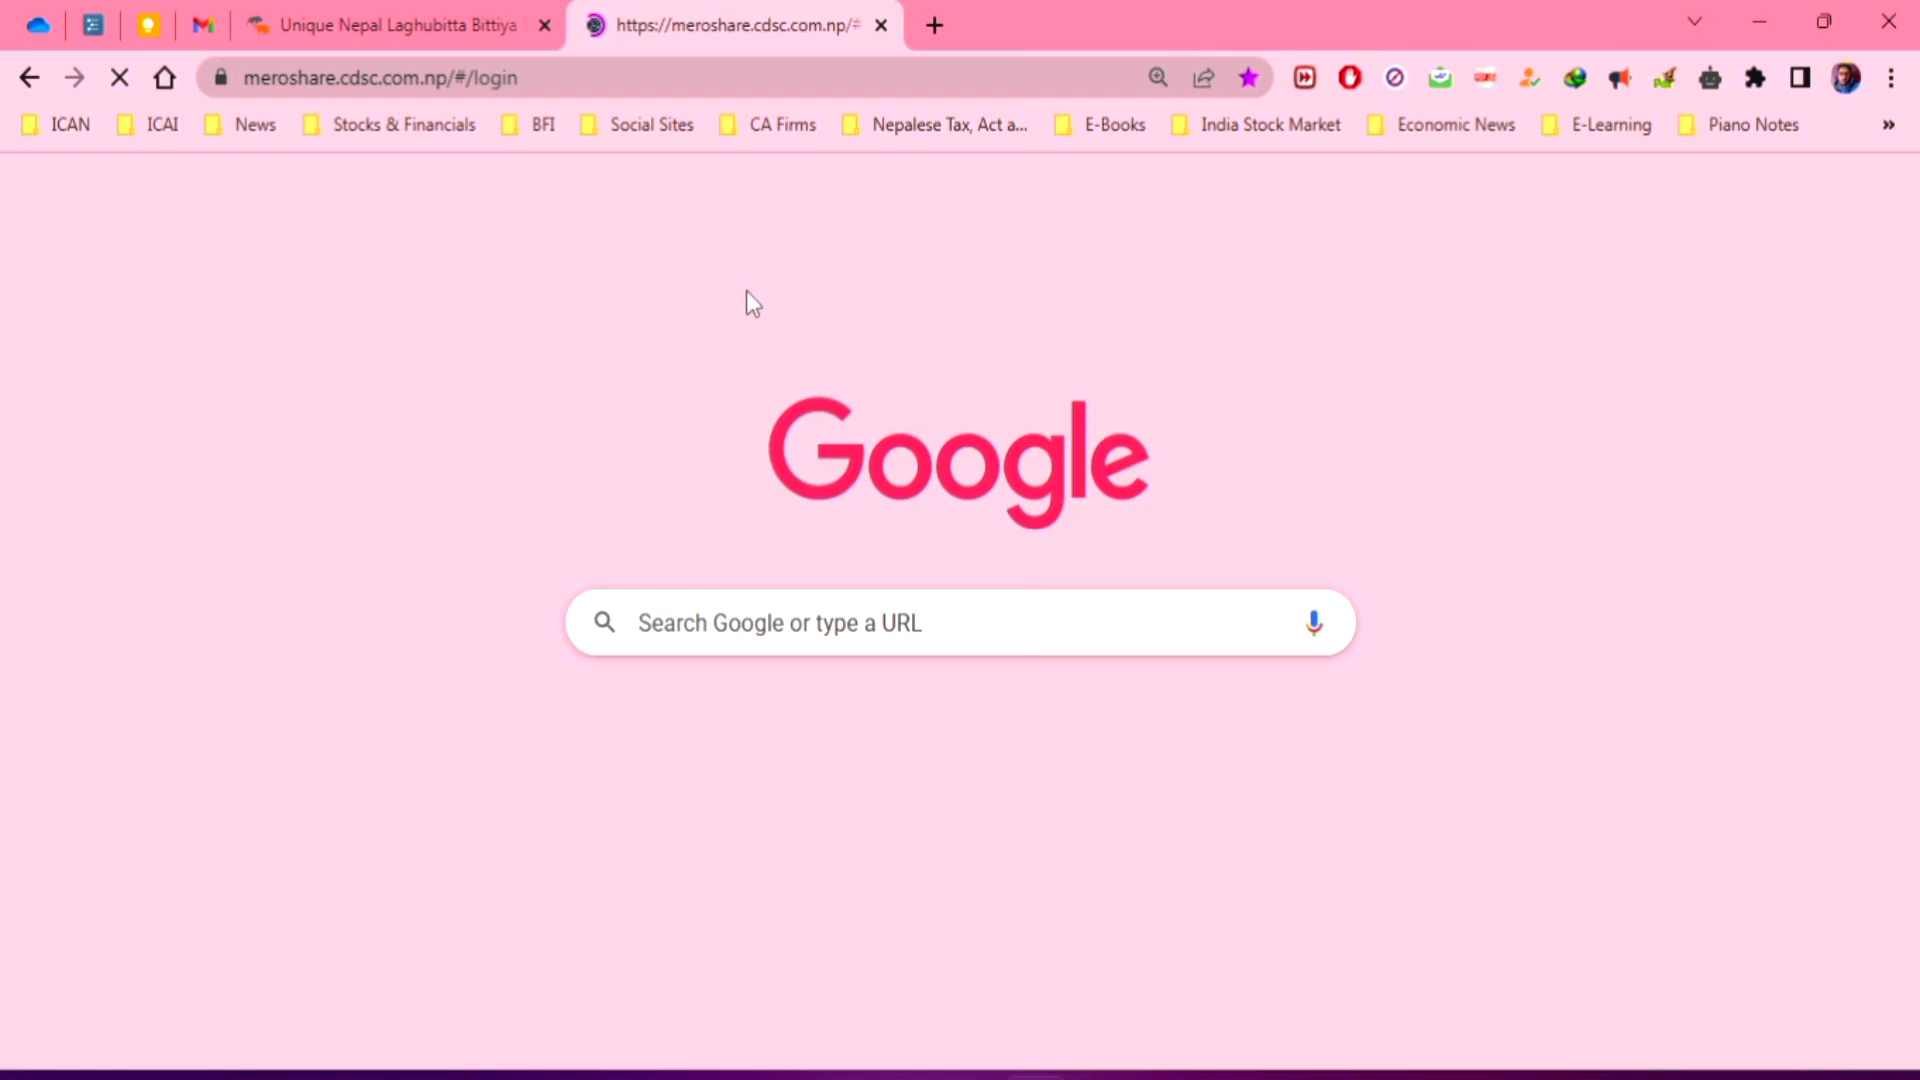 Unique Nepal Laghubitta Bittiya
https://meroshare.cdsc.com.np/#
meroshare.cdsc.com.np/#/login
ICAN ICAI News Stocks & Financials BFI Social Sites CA Firms Nepalese Tax, Act a... E-Books India Stock Market Economic News E-Learning Piano Notes »
Google
Search Google or type a URL